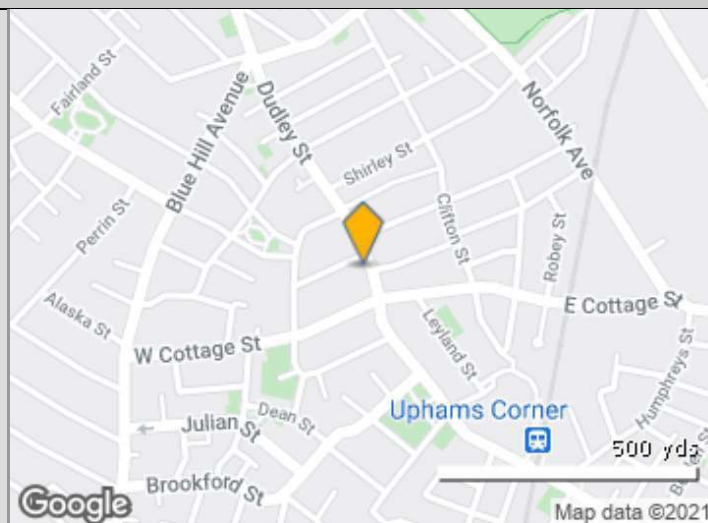 Fairland St
Blue Hill Avenue
Dudley St
Norfolk Ave
Shirley St
Perrin St
Clifton St
Robey St
Alaska St
E Cottage St
W Cottage St
Leyland St
Humphreys St
Dean St
Uphams Corner
Julian St
500 yds
Brookford St
Google
Map data ©2021